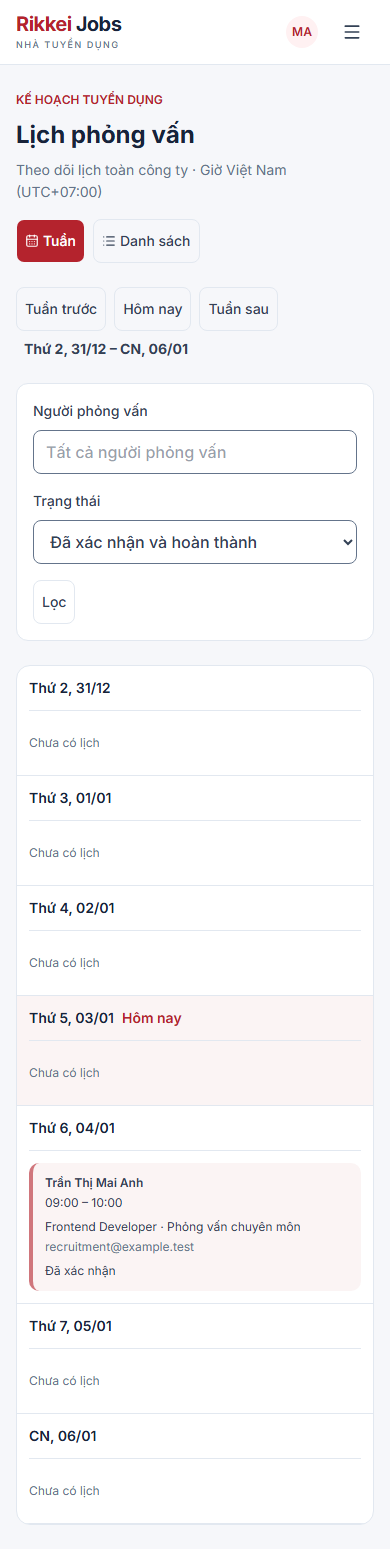 Rikkei Jobs
NHÀ TUYỂN DỤNG
MA
KẾ HOẠCH TUYỂN DỤNG
Lịch phỏng vấn
Theo dõi lịch toàn công ty · Giờ Việt Nam
(UTC+07:00)
Tuần
Danh sách
Tuần trước
Hôm nay
Tuần sau
Thứ 2, 31/12 – CN, 06/01
Người phỏng vấn
Tất cả người phỏng vấn
Trạng thái
Đã xác nhận và hoàn thành
Lọc
Thứ 2, 31/12
Chưa có lịch
Thứ 3, 01/01
Chưa có lịch
Thứ 4, 02/01
Chưa có lịch
Thứ 5, 03/01 Hôm nay
Chưa có lịch
Thứ 6, 04/01
Trần Thị Mai Anh
09:00 – 10:00
Frontend Developer · Phỏng vấn chuyên môn
recruitment@example.test
Đã xác nhận
Thứ 7, 05/01
Chưa có lịch
CN, 06/01
Chưa có lịch